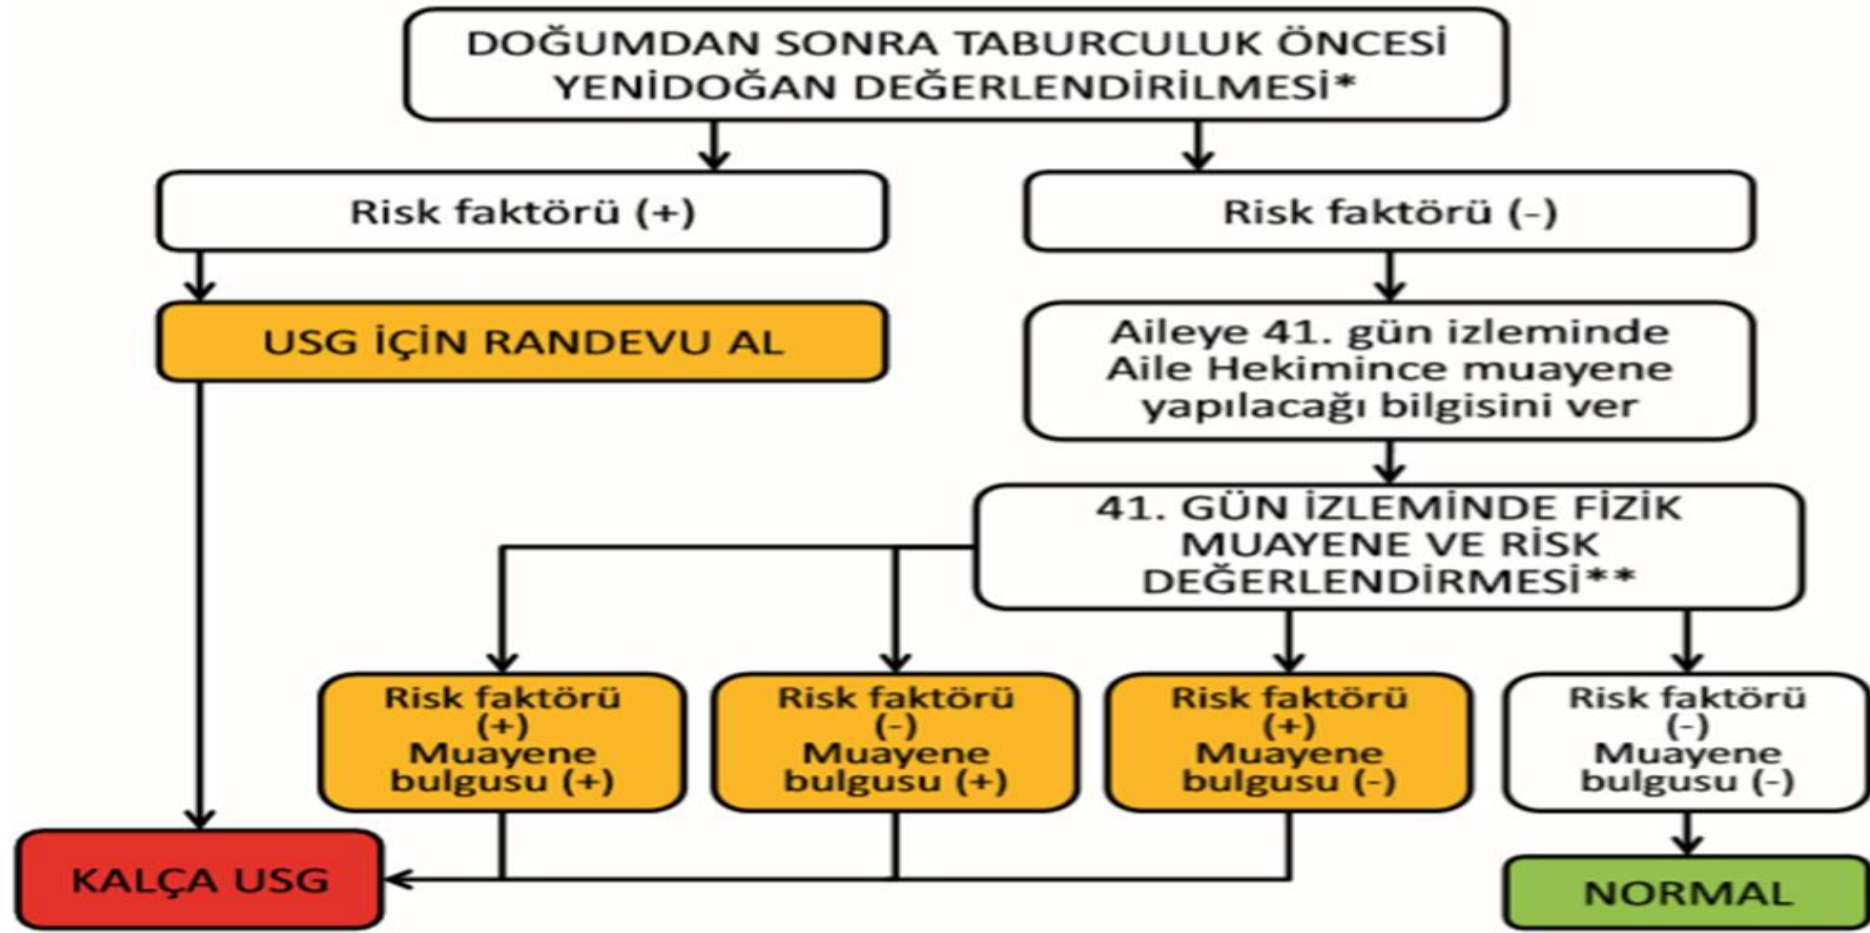 DOĞUMDAN SONRA TABURCULUK ÖNCESİ
YENİDOĞAN DEĞERLENDİRİLMESİ*
Risk faktörü (+)
Risk faktörü (-)
USG İÇİN RANDEVU AL
Aileye 41. gün izleminde
Aile Hekimince muayene
yapılacağı bilgisini ver
41. GÜN İZLEMİNDE FİZİK
MUAYENE VE RİSK
DEĞERLENDİRMESİ**
Risk faktörü
(+)
Muayene
bulgusu (+)
Risk faktörü
(-)
Muayene
bulgusu (+)
Risk faktörü
(+)
Muayene
bulgusu (-)
Risk faktörü
(-)
Muayene
bulgusu (-)
KALÇA USG
NORMAL